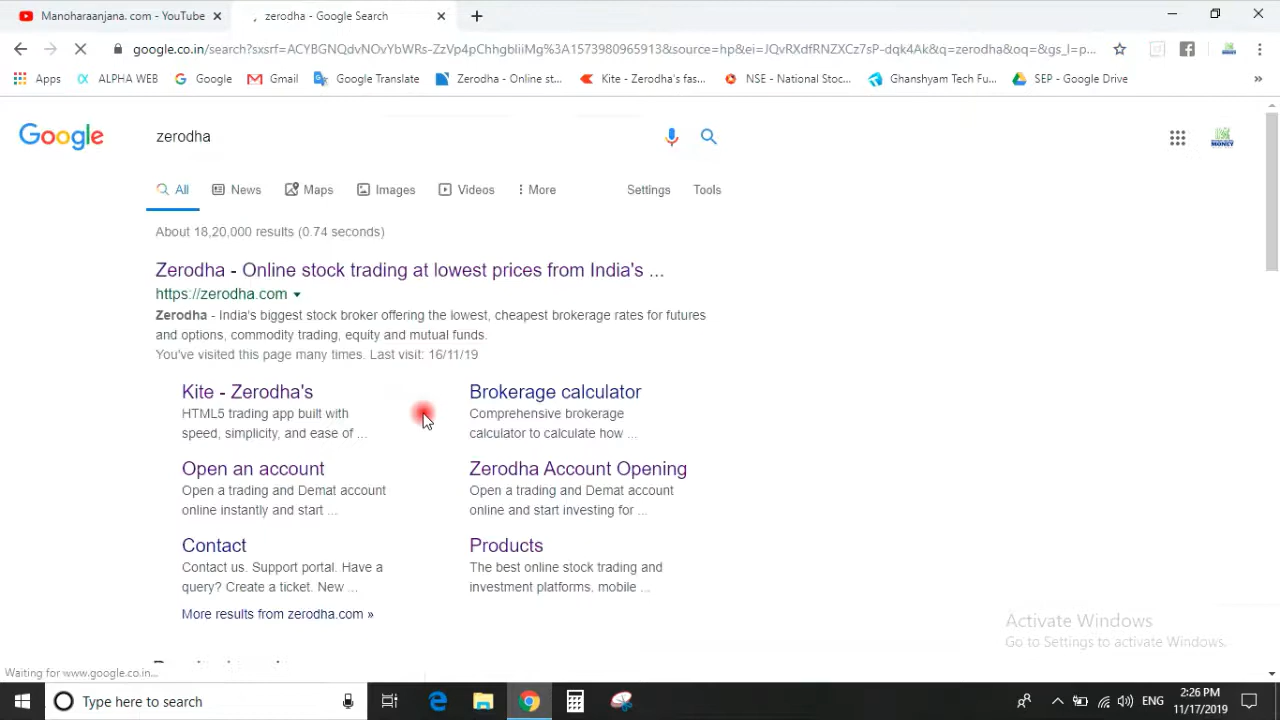 Manoharaanjana. com - YouTube
zerodha - Google Search
google.co.in/search?sxsrf=ACYBGNQdvNOvYbWRs-ZzVp4pChhgbliiMg%3A1573980965913&source=hp&ei=JQvRXdfRNZXCz7sP-dqk4Ak&q=zerodha&oq=&gs_l=p...
Apps ALPHA WEB Google Gmail Google Translate Zerodha - Online st... Kite - Zerodha's fas... NSE - National Stoc... Ghanshyam Tech Fu... SEP - Google Drive »
Google zerodha
MONEY
All News Maps Images Videos More Settings Tools
About 18,20,000 results (0.74 seconds)
Zerodha - Online stock trading at lowest prices from India's ...
https://zerodha.com
Zerodha - India's biggest stock broker offering the lowest, cheapest brokerage rates for futures
and options, commodity trading, equity and mutual funds.
You've visited this page many times. Last visit: 16/11/19
Kite - Zerodha's
HTML5 trading app built with
speed, simplicity, and ease of ...
Brokerage calculator
Comprehensive brokerage
calculator to calculate how ...
Open an account
Open a trading and Demat account
online instantly and start ...
Zerodha Account Opening
Open a trading and Demat account
online and start investing for ...
Contact
Contact us. Support portal. Have a
query? Create a ticket. New ...
Products
The best online stock trading and
investment platforms. mobile ...
More results from zerodha.com »
Activate Windows
Go to Settings to activate Windows.
Waiting for www.google.co.in...
Type here to search
ENG
2:26 PM
11/17/2019